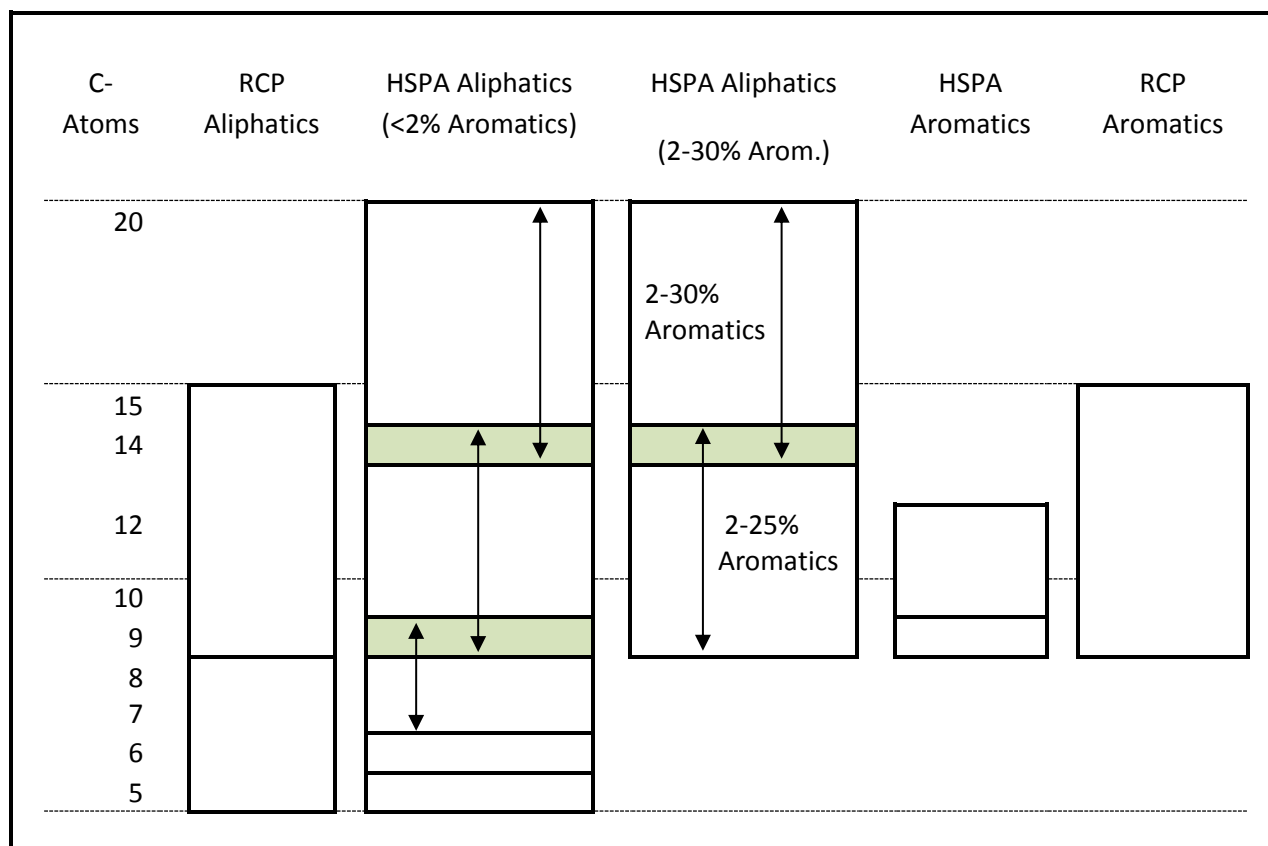 C-
Atoms
RCP
Aliphatics
HSPA Aliphatics
(<2% Aromatics)
HSPA Aliphatics
(2-30% Arom.)
HSPA
Aromatics
RCP
Aromatics
20
2-30%
Aromatics
15
14
12
2-25%
Aromatics
10
9
8
7
6
5